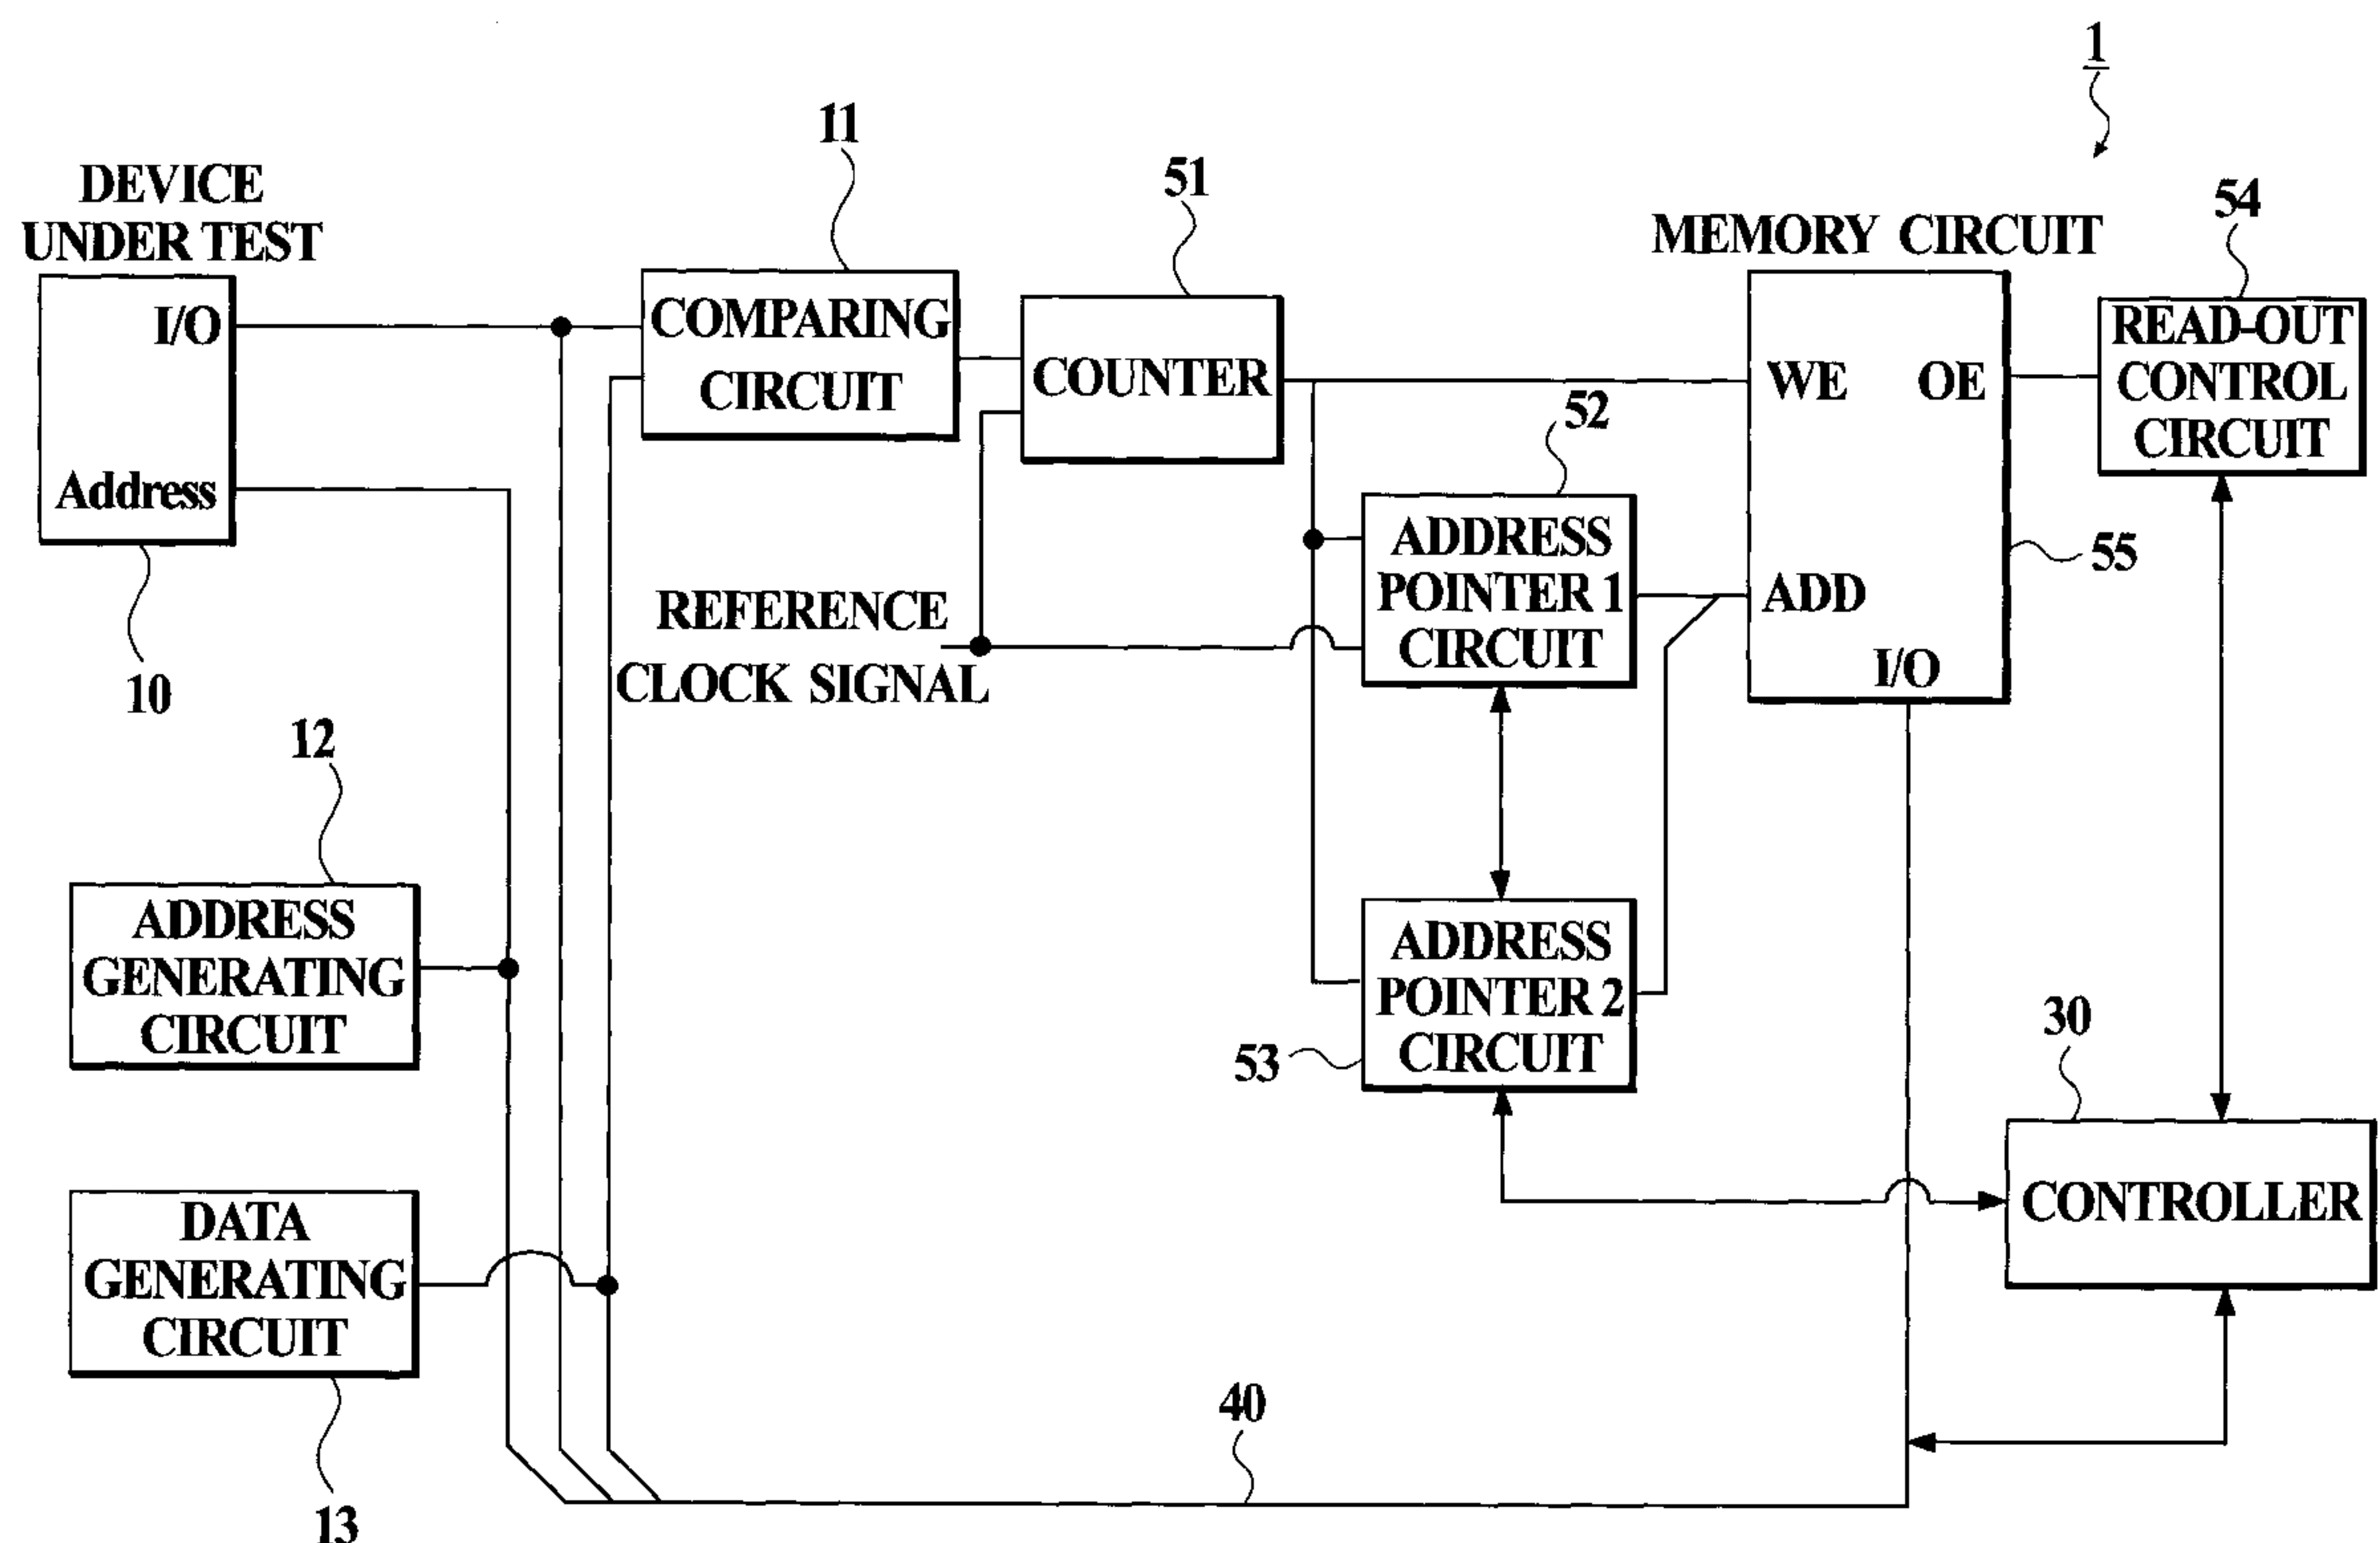 1
11
DEVICE
UNDER TEST
51
54
MEMORY CIRCUIT
I/O
Address
COMPARING
CIRCUIT
COUNTER
WE
OE
READ-OUT
CONTROL
CIRCUIT
52
ADDRESS
POINTER 1
CIRCUIT
ADD
I/O
55
REFERENCE
CLOCK SIGNAL
10
12
ADDRESS
GENERATING
CIRCUIT
ADDRESS
POINTER 2
CIRCUIT
53
30
CONTROLLER
DATA
GENERATING
CIRCUIT
13
40